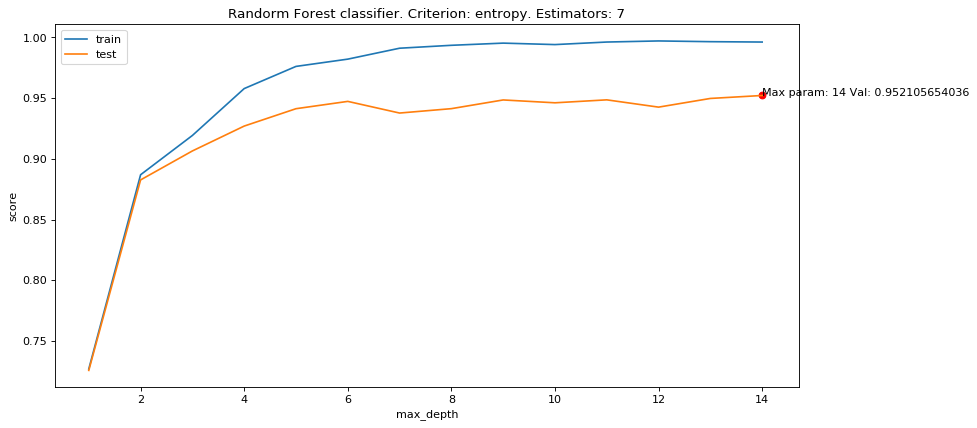 Randorm Forest classifier. Criterion: entropy. Estimators: 7
train
test
score
1.00
0.95
0.90
0.85
0.80
0.75
Max param: 14 Val: 0.952105654036
2 4 6 8 10 12 14
max_depth